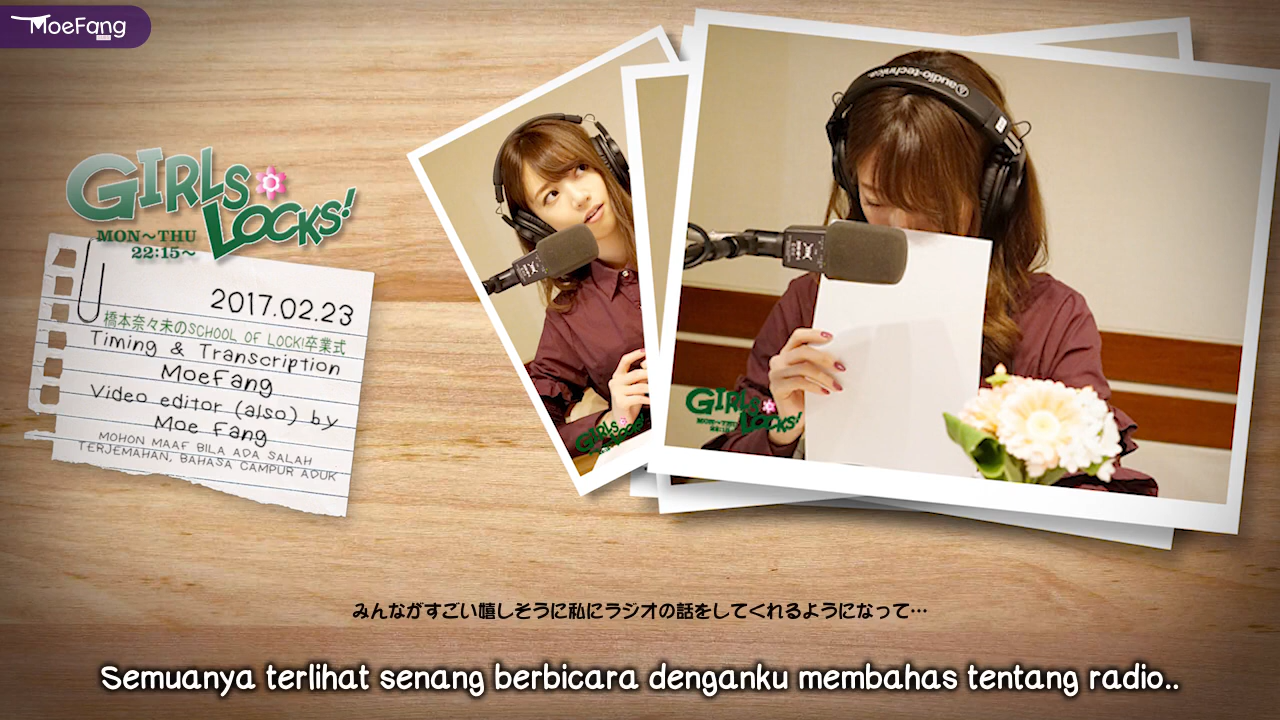 MoeFang
GIRLS
LOCKS!
MON～THU
22:15～
2017.02.23
橋本奈々未のSCHOOL OF LOCK!卒業式
Timing & Transcription
MoeFang
Video editor (also) by
Moe Fang
MOHON MAAF BILA ADA SALAH
TERJEMAHAN, BAHASA CAMPUR ADUK
audio-technica
GIRLS
LOCKS!
GIRLS
LOCKS!
MON～THU
22:15～
みんながすごい嬉しそうに私にラジオの話をしてくれるようになって…
Semuanya terlihat senang berbicara denganku membahas tentang radio..